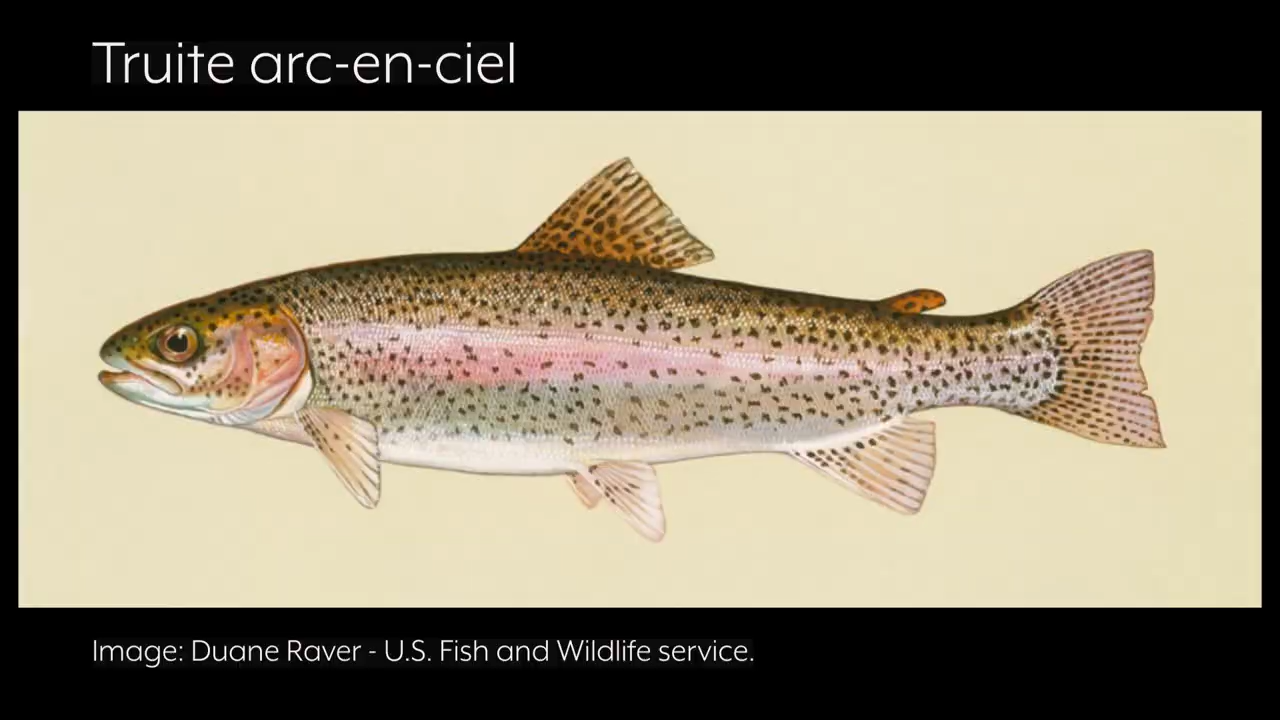 Truite arc-en-ciel
Image: Duane Raver - U.S. Fish and Wildlife service.